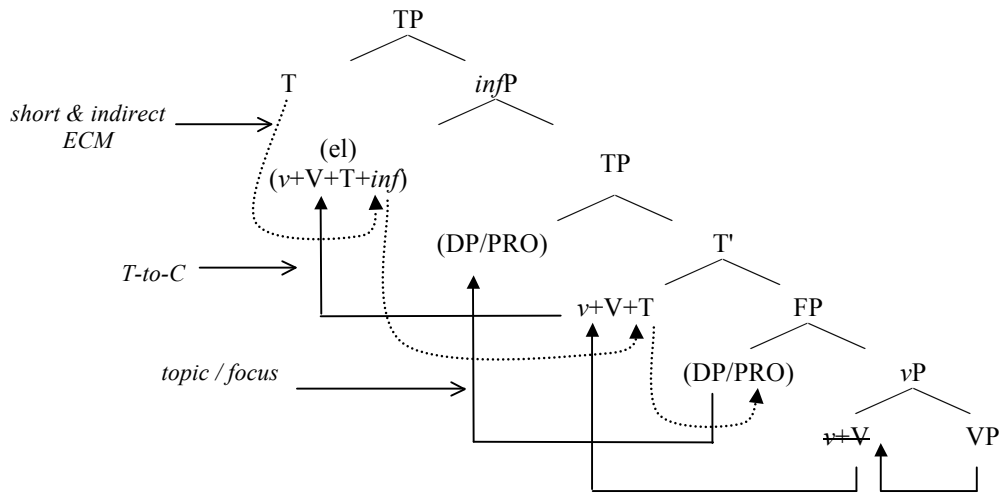 TP
T infP
short & indirect
ECM
(el)
(v+V+T+inf)
TP
(DP/PRO) T'
T-to-C
v+V+T FP
topic / focus
(DP/PRO) vP
v+V VP